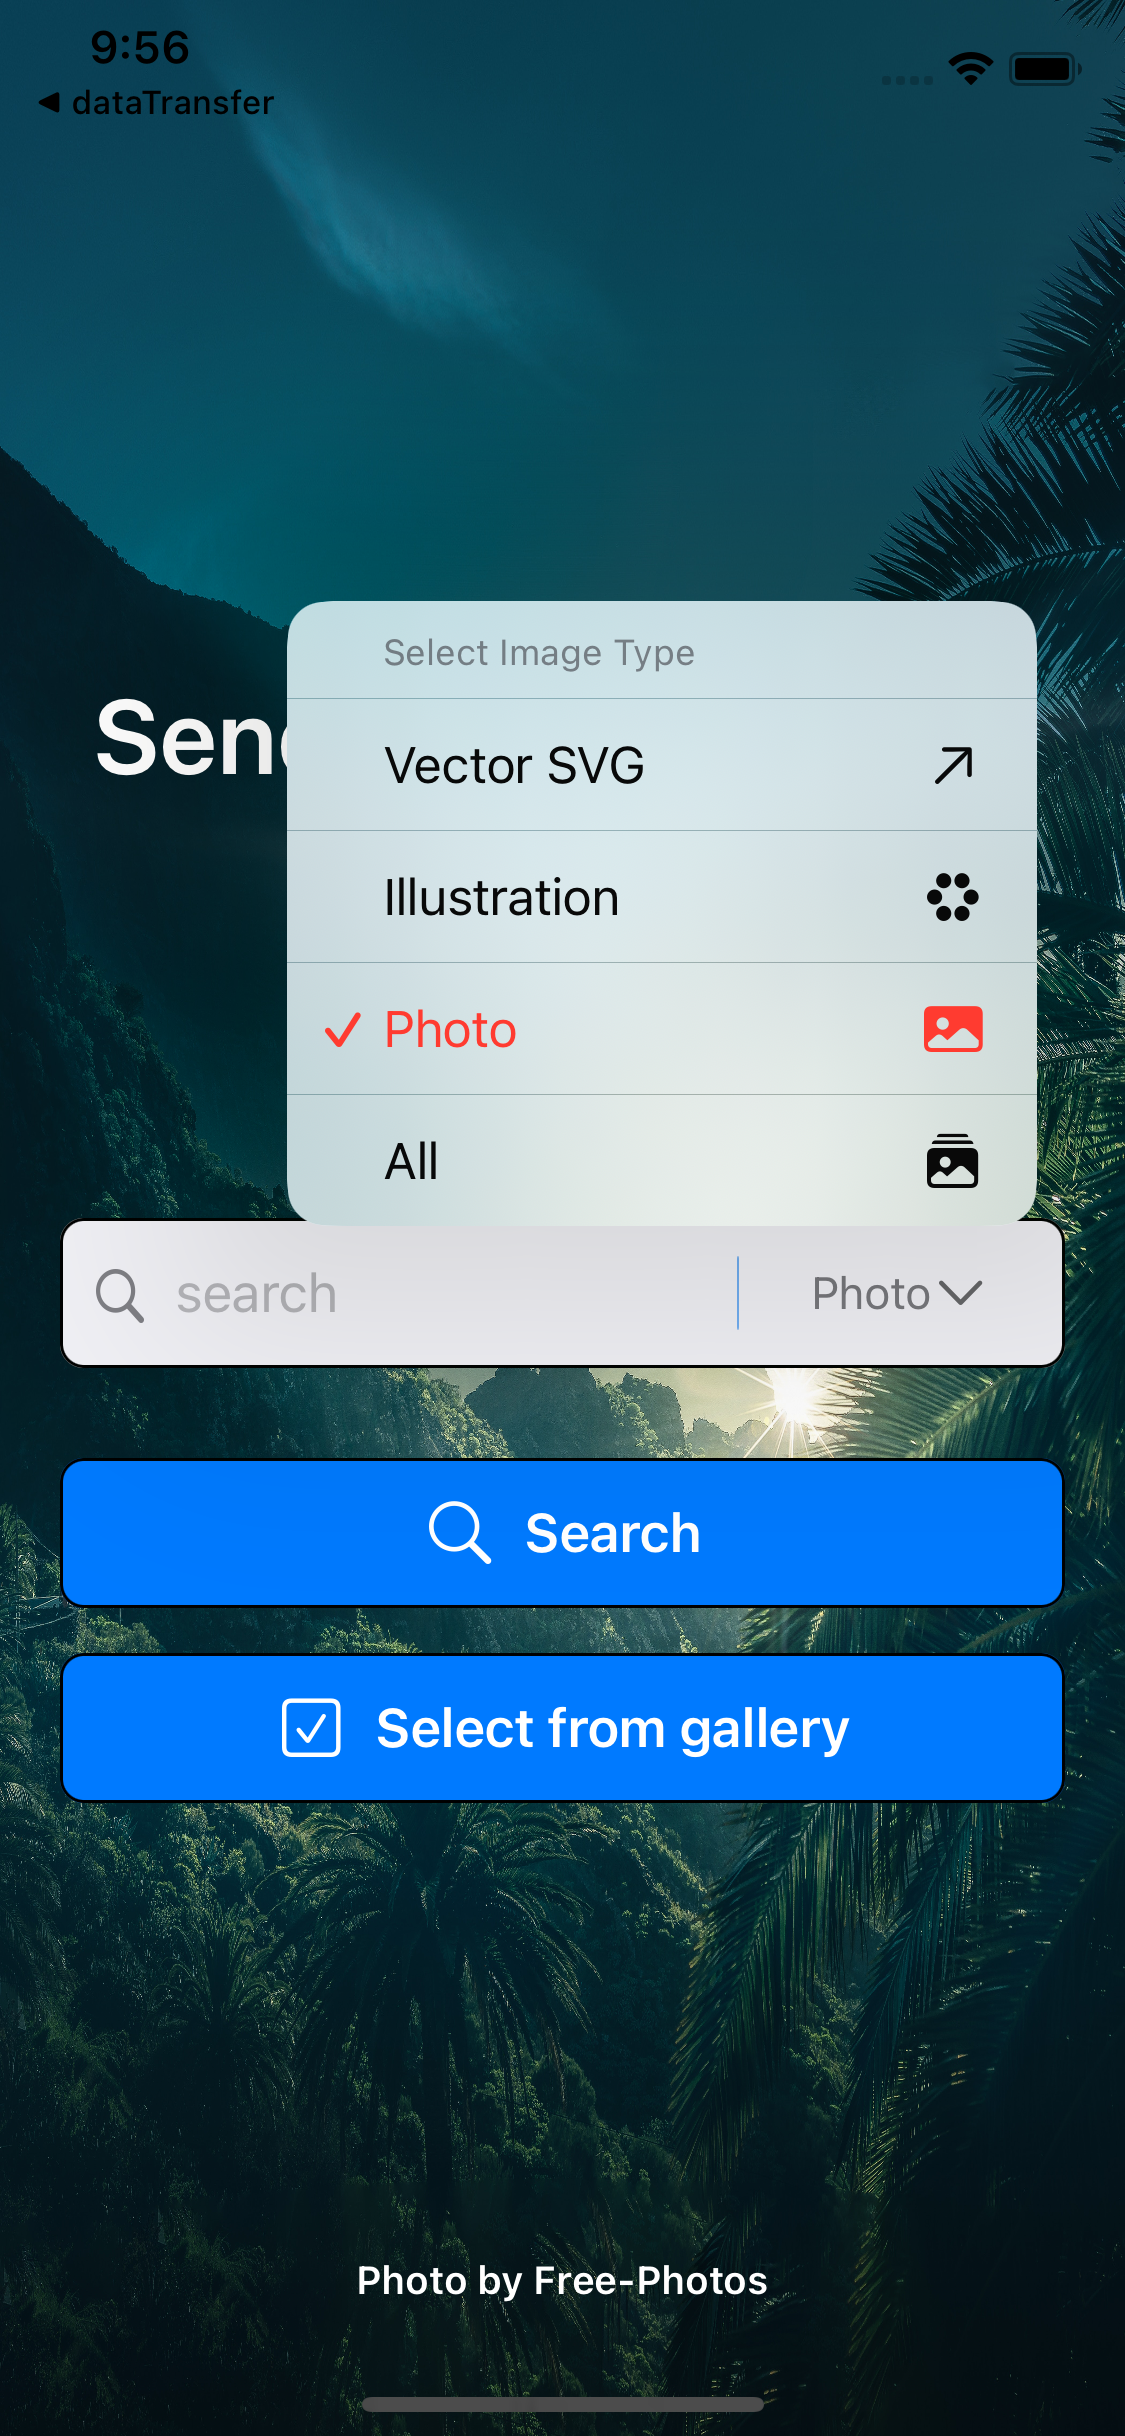 9:56
dataTransfer
Select Image Type
Vector SVG
Illustration
Photo
All
search
Photo
Search
Select from gallery
Photo by Free-Photos